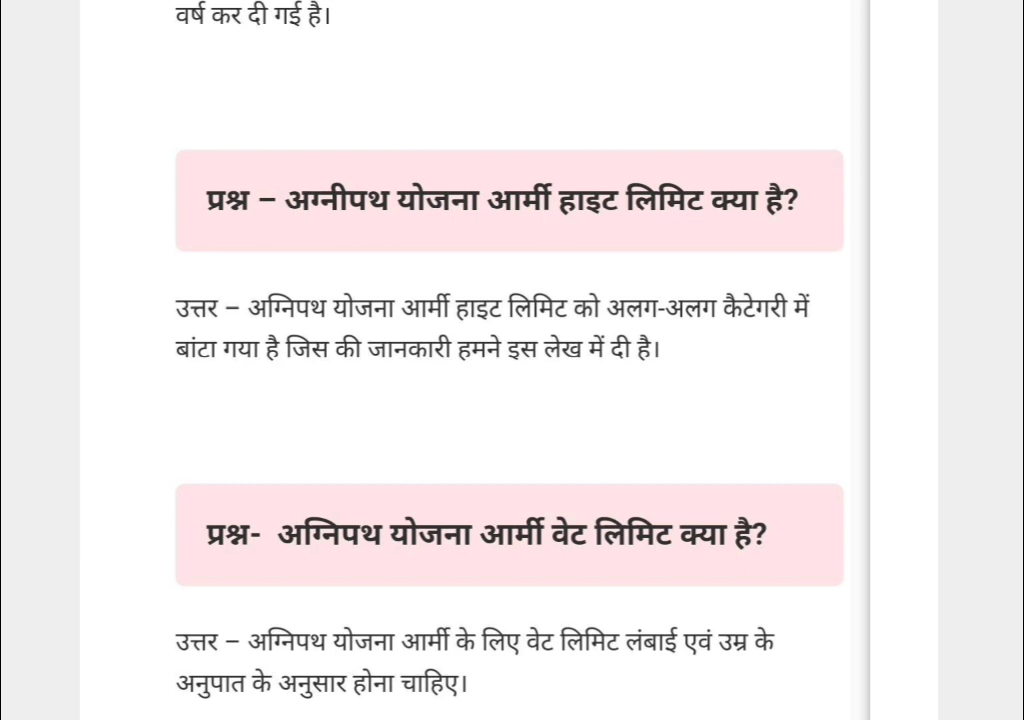 वर्ष कर दी गई है।
प्रश्न – अग्नीपथ योजना आर्मी हाइट लिमिट क्या है?
उत्तर – अग्निपथ योजना आर्मी हाइट लिमिट को अलग-अलग कैटेगरी में
बांटा गया है जिस की जानकारी हमने इस लेख में दी है।
प्रश्न- अग्निपथ योजना आर्मी वेट लिमिट क्या है?
उत्तर – अग्निपथ योजना आर्मी के लिए वेट लिमिट लंबाई एवं उम्र के
अनुपात के अनुसार होना चाहिए।